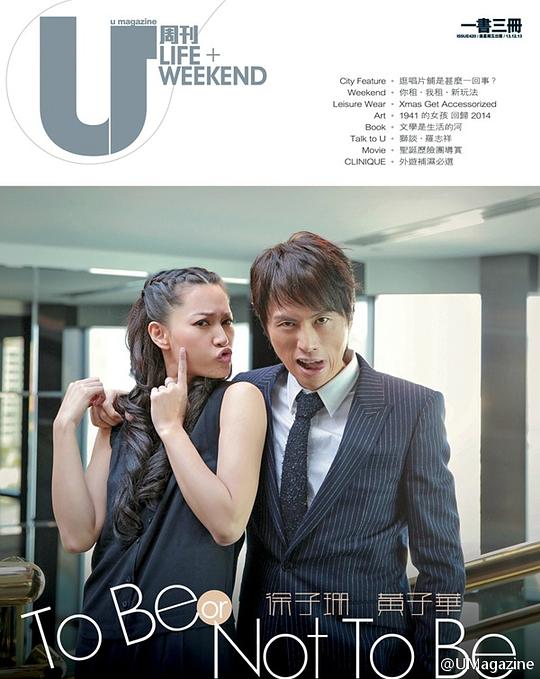 u magazine
U
周刊
LIFE +
WEEKEND
一書三冊
City Feature • 逛唱片舖是甚麼一回事？
Weekend • 你租．我租．新玩法
Leisure Wear • Xmas Get Accessorized
Art • 1941 的女孩 回歸 2014
Book • 文學是生活的河
Talk to U • 獅談．羅志祥
Movie • 聖誕歷險團導賞
CLINIQUE • 外遊補濕必選
徐子珊 黃子華
To Be or
Not To Be
@UMagazine